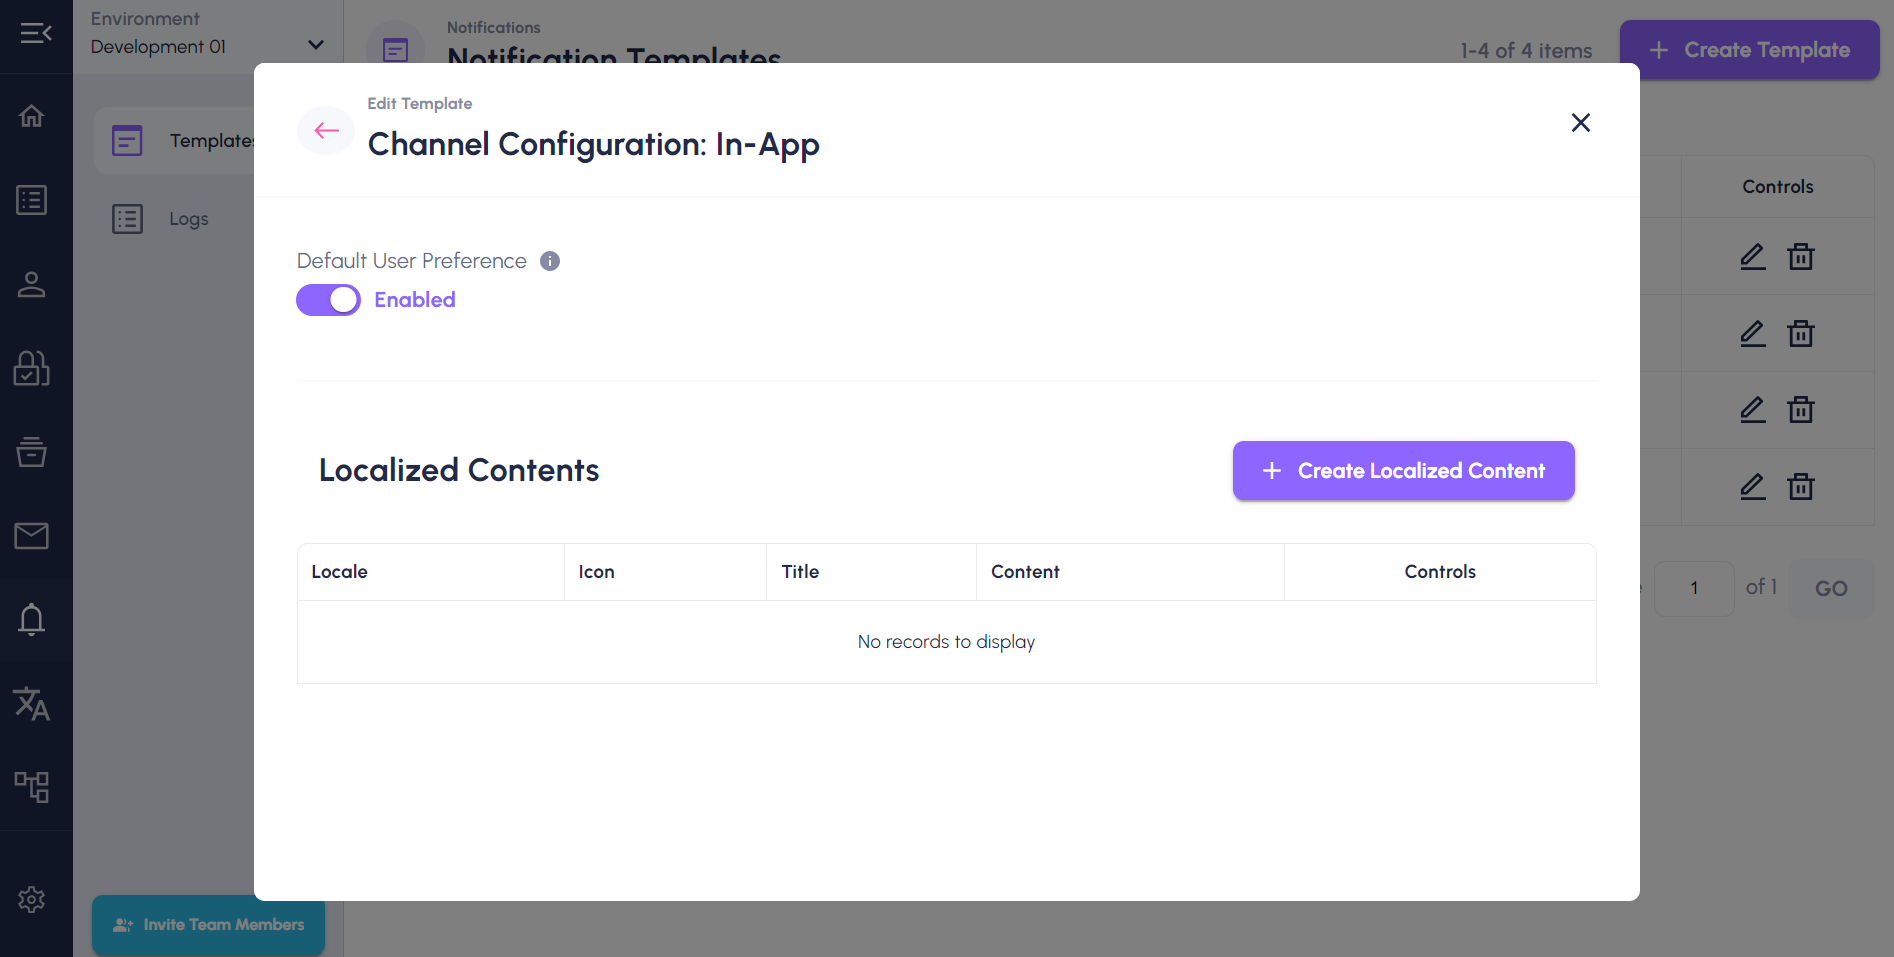 Environment
Development 01
Notifications
Notification Templates
1-4 of 4 items
+ Create Template
Templates
Logs
Edit Template
Channel Configuration: In-App
Controls
Default User Preference
Enabled
Localized Contents
+ Create Localized Content
Locale Icon Title Content Controls
No records to display
1 of 1 GO
Invite Team Members